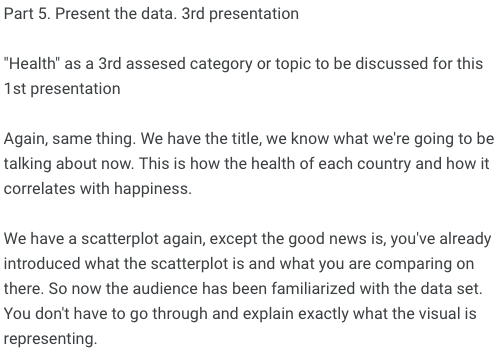 Part 5. Present the data. 3rd presentation
"Health" as a 3rd assesed category or topic to be discussed for this
1st presentation
Again, same thing. We have the title, we know what we're going to be
talking about now. This is how the health of each country and how it
correlates with happiness.
We have a scatterplot again, except the good news is, you've already
introduced what the scatterplot is and what you are comparing on
there. So now the audience has been familiarized with the data set.
You don't have to go through and explain exactly what the visual is
representing.